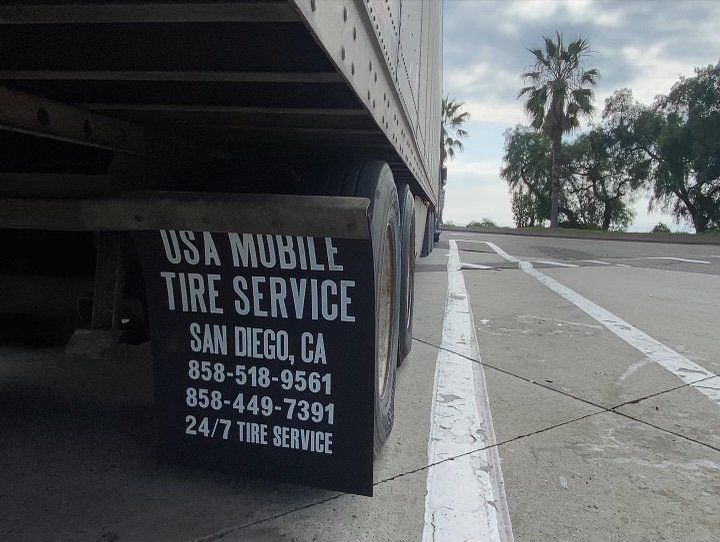 USA MOBILE
TIRE SERVICE
SAN DIEGO, CA
858-518-9561
858-449-7391
24/7 TIRE SERVICE